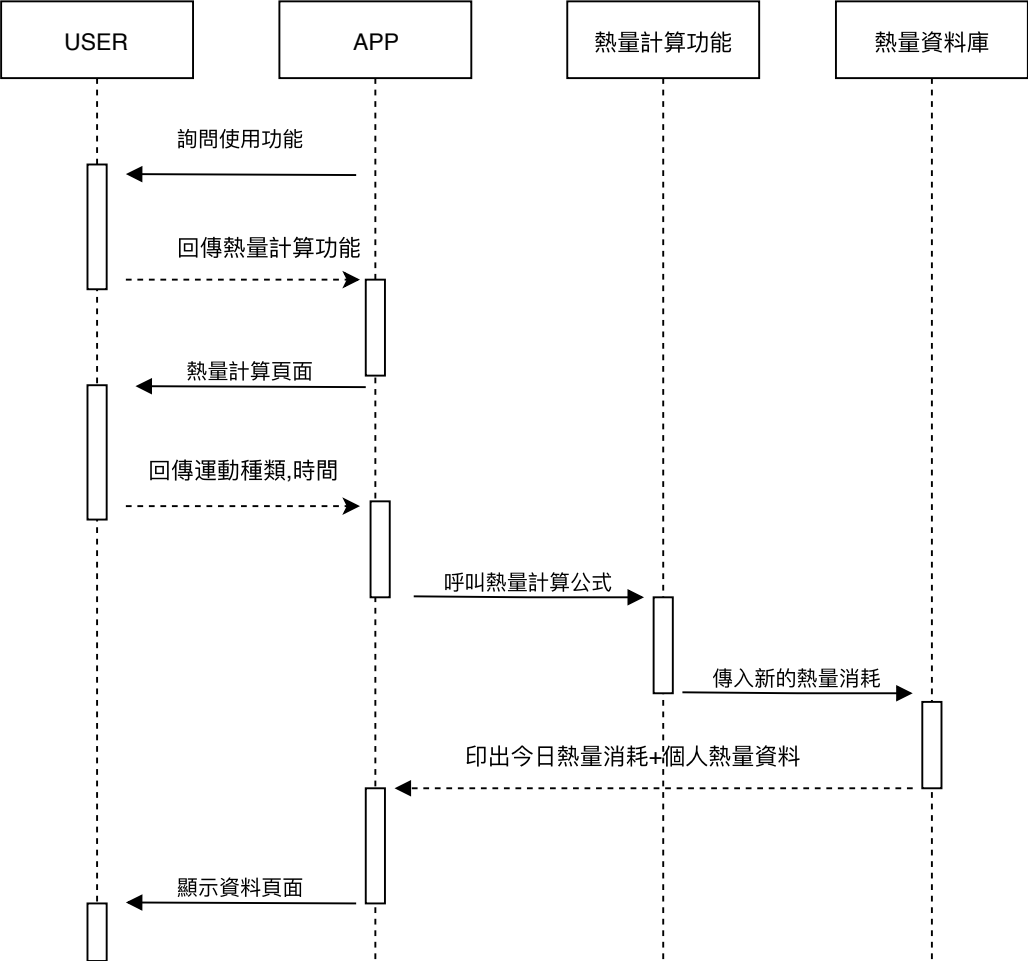 USER
APP
熱量計算功能
熱量資料庫
詢問使用功能
回傳熱量計算功能
熱量計算頁面
回傳運動種類,時間
呼叫熱量計算公式
傳入新的熱量消耗
印出今日熱量消耗+個人熱量資料
顯示資料頁面